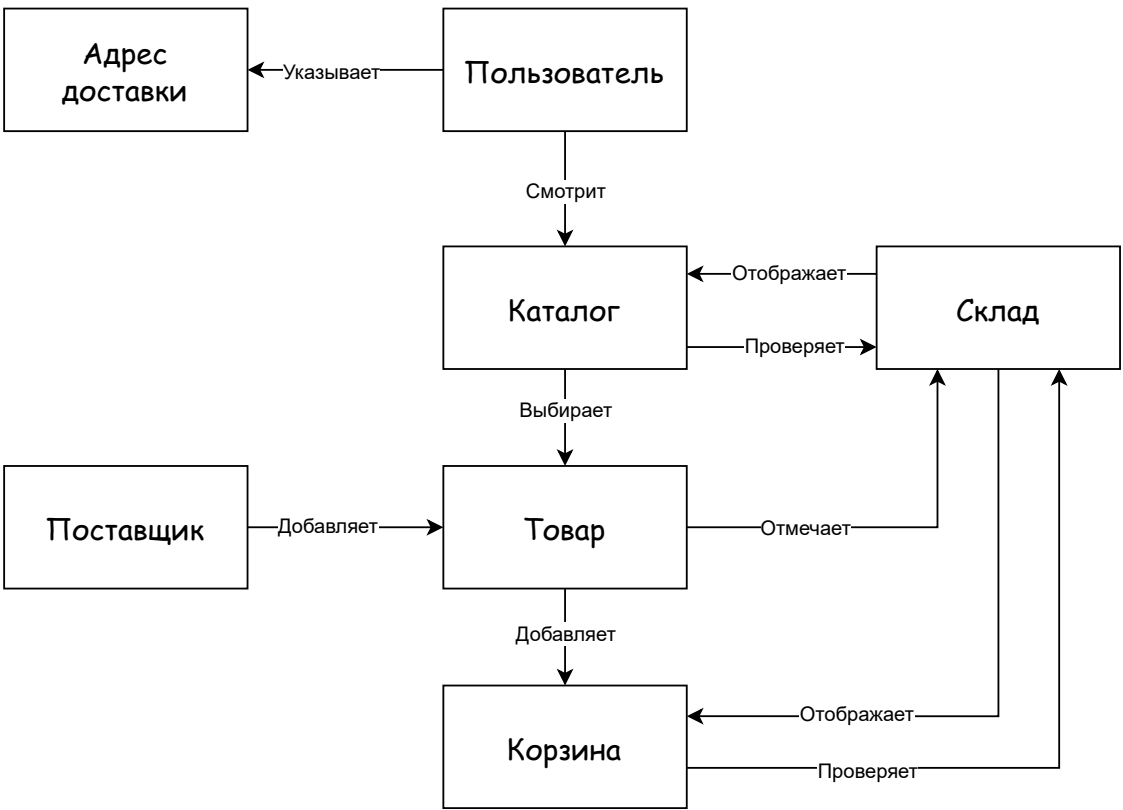 Адрес
доставки
Указывает
Пользователь
Смотрит
Каталог
Отображает
Проверяет
Склад
Выбирает
Поставщик
Добавляет
Товар
Отмечает
Добавляет
Корзина
Отображает
Проверяет